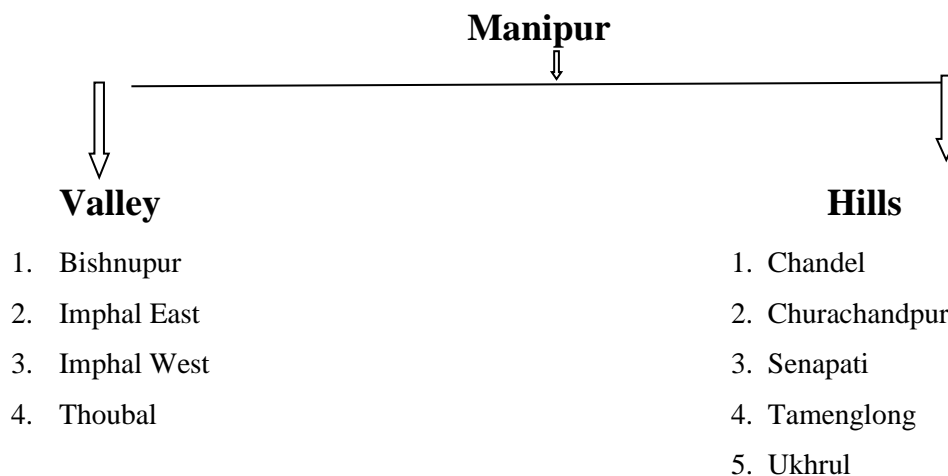 Manipur
Valley
1. Bishnupur
2. Imphal East
3. Imphal West
4. Thoubal
Hills
1. Chandel
2. Churachandpur
3. Senapati
4. Tamenglong
5. Ukhrul